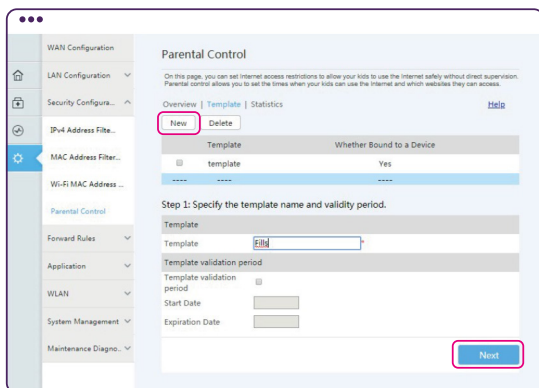 WAN Configuration
LAN Configuration
Security Configura...
IPv4 Address Filte...
MAC Address Filter...
Wi-Fi MAC Address ...
Parental Control
Forward Rules
Application
WLAN
System Management
Maintenance Diagno..
Parental Control
On this page, you can set Internet access restrictions to allow your kids to use the Internet safely without direct supervision.
Parental control allows you to set the times when your kids can use the Internet and which websites they can access.
Overview | Template | Statistics
Help
New
Delete
Template
Whether Bound to a Device
template
Yes
----
----
----
Step 1: Specify the template name and validity period.
Template
Template
Fills
*
Template validation period
Template validation
period
Start Date
Expiration Date
Next